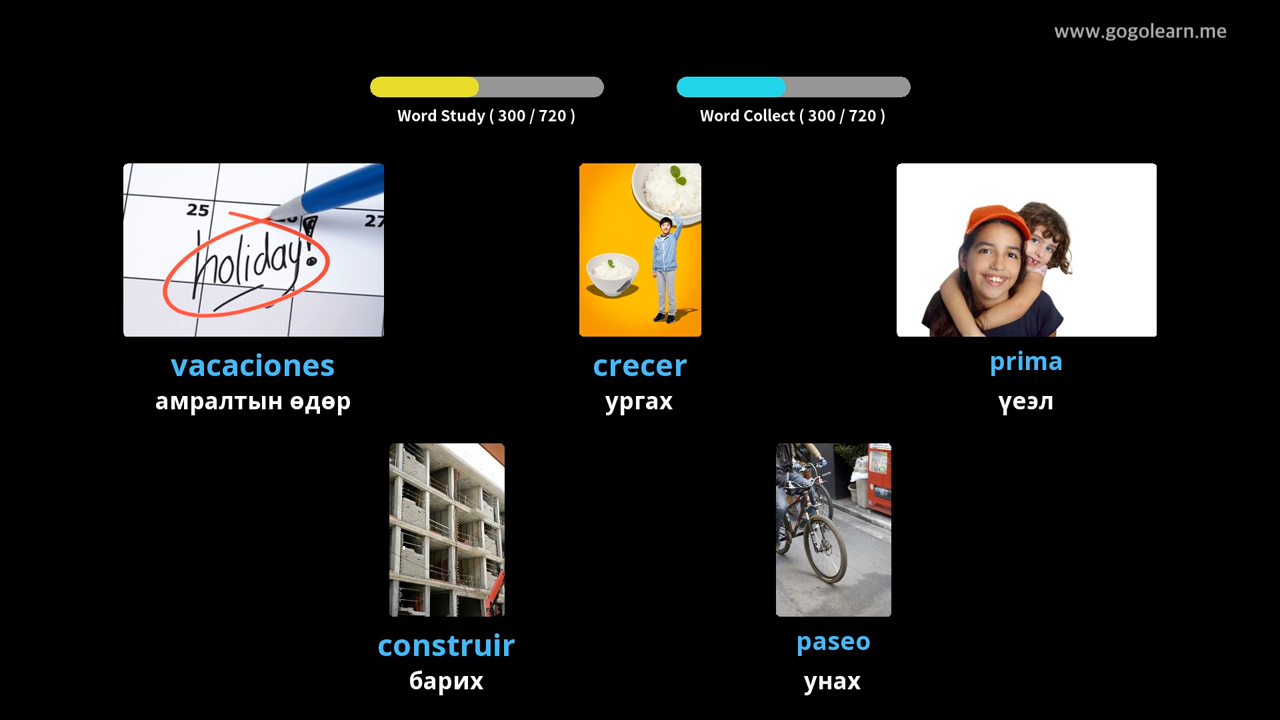 www.gogolearn.me
Word Study ( 300 / 720 )
Word Collect ( 300 / 720 )
25
27
holiday!
vacaciones
амралтын өдөр
crecer
ургах
prima
үеэл
construir
барих
paseo
унах